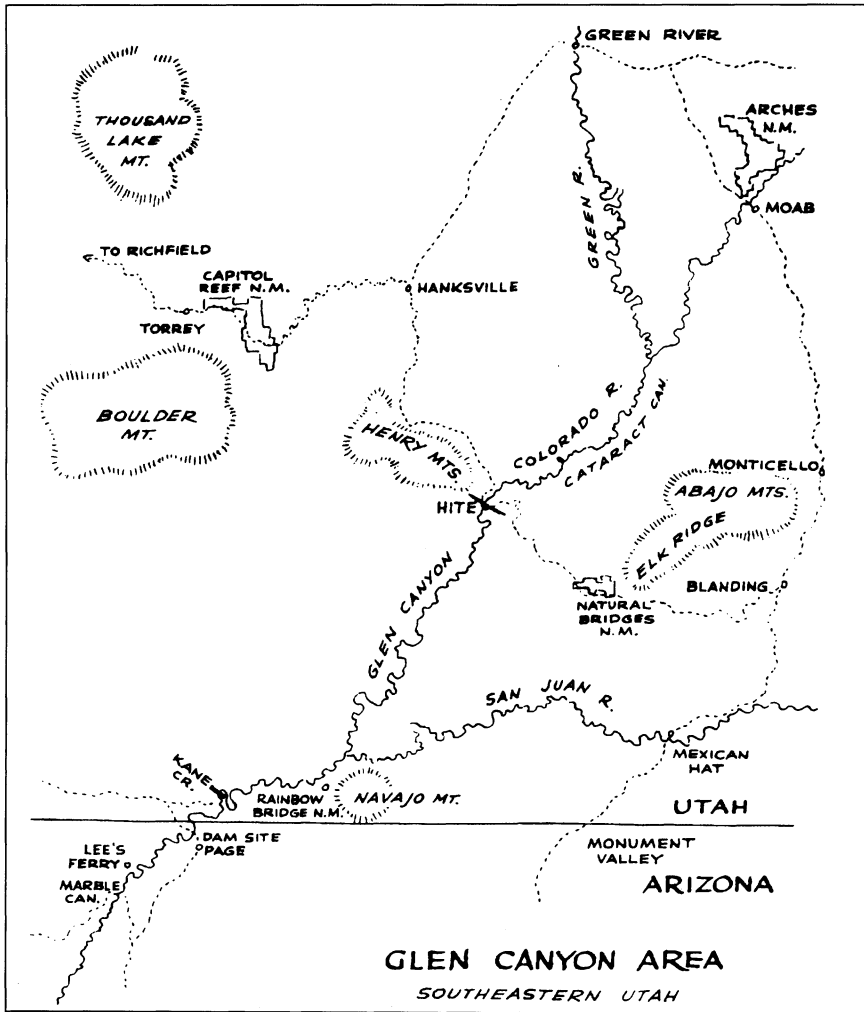 GREEN RIVER
THOUSAND
LAKE
MT.
ARCHES
N.M.
GREEN R.
MOAB
TO RICHFIELD
CAPITOL
REEF N.M.
HANKSVILLE
TORREY
BOULDER
MT.
HENRY MTS.
COLORADO R.
CATARACT CAN.
MONTICELLO
ABAJO MTS.
HITE
ELK RIDGE
GLEN CANYON
BLANDING
NATURAL
BRIDGES
N.M.
SAN JUAN R.
MEXICAN
HAT
KANE
CR.
RAINBOW
BRIDGE N.M.
NAVAJO MT.
UTAH
DAM SITE
PAGE
LEE'S
FERRY
MARBLE
CAN.
MONUMENT
VALLEY
ARIZONA
GLEN CANYON AREA
SOUTHEASTERN UTAH